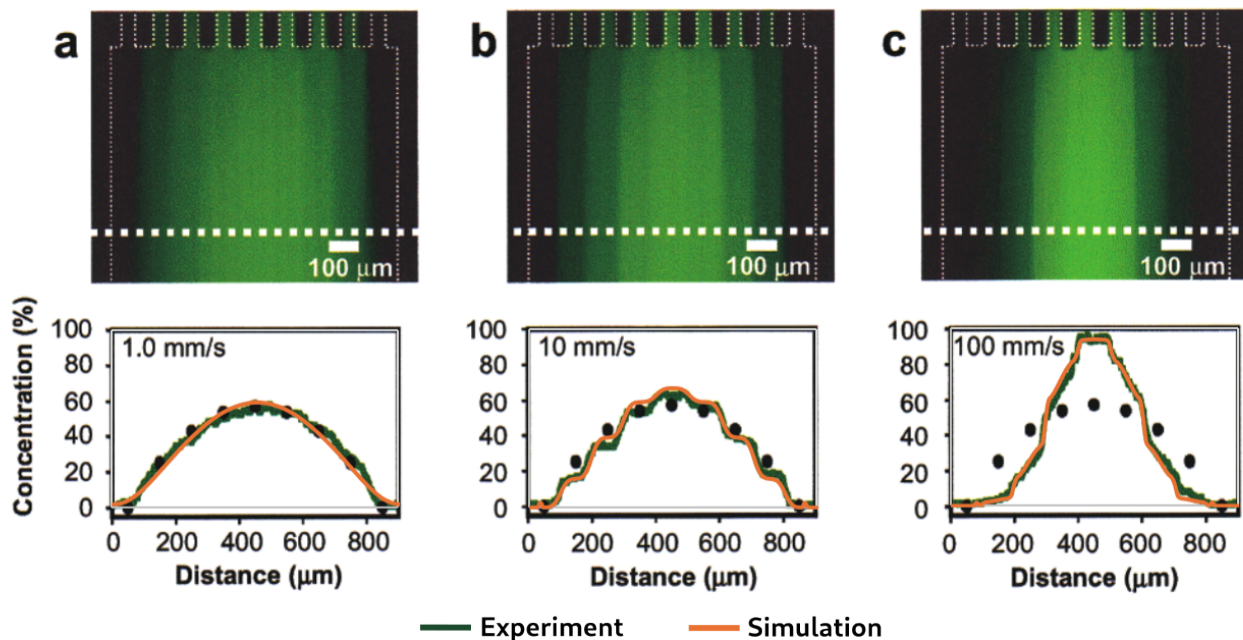 a
b
c
100 μm
100 μm
100 μm
Concentration (%)
100
80
60
40
20
0
1.0 mm/s
0 200 400 600 800
Distance (μm)
100
80
60
40
20
0
10 mm/s
0 200 400 600 800
Distance (μm)
100
80
60
40
20
0
100 mm/s
0 200 400 600 800
Distance (μm)
Experiment Simulation